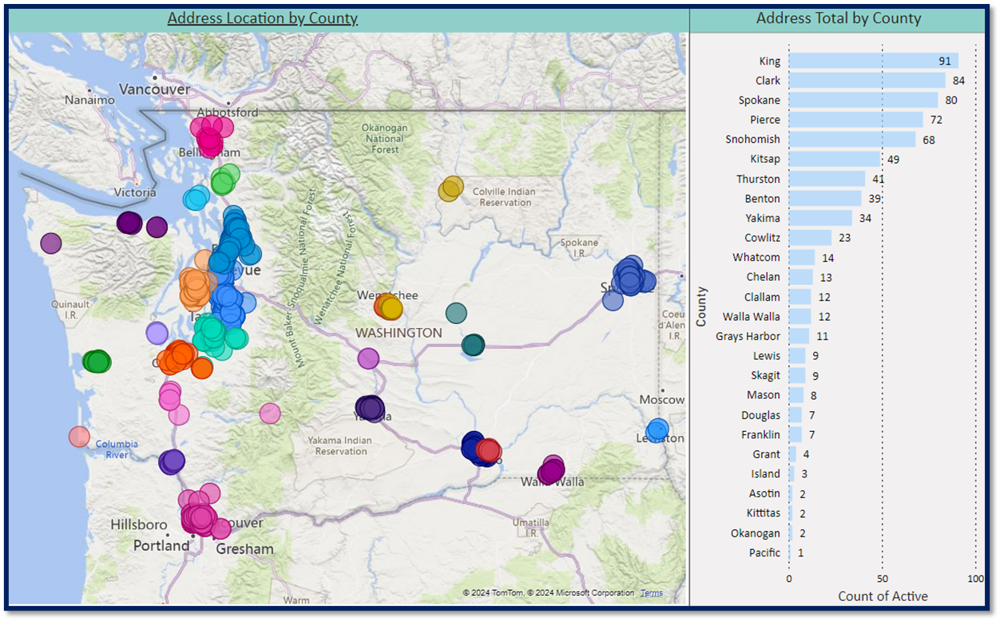 Address Location by County
Address Total by County
Vancouver
Nanaimo
Abbotsford
Okanogan
National
Forest
Victoria
Colville Indian
Reservation
Mount Baker-Snoqualmie National Forest
Wenatchee National Forest
Spokane
I.R.
Quinault
I.R.
Wenatchee
WASHINGTON
Coeu
d'Alen
I.R.
Moscow
Columbia
River
Yakama Indian
Reservation
Umatilla
I.R.
Hillsboro
Portland
Gresham
Warm
© 2024 TomTom, © 2024 Microsoft Corporation Terms
County
King 91
Clark 84
Spokane 80
Pierce 72
Snohomish 68
Kitsap 49
Thurston 41
Benton 39
Yakima 34
Cowlitz 23
Whatcom 14
Chelan 13
Clallam 12
Walla Walla 12
Grays Harbor 11
Lewis 9
Skagit 9
Mason 8
Douglas 7
Franklin 7
Grant 4
Island 3
Asotin 2
Kittitas 2
Okanogan 2
Pacific 1
0 50 100
Count of Active